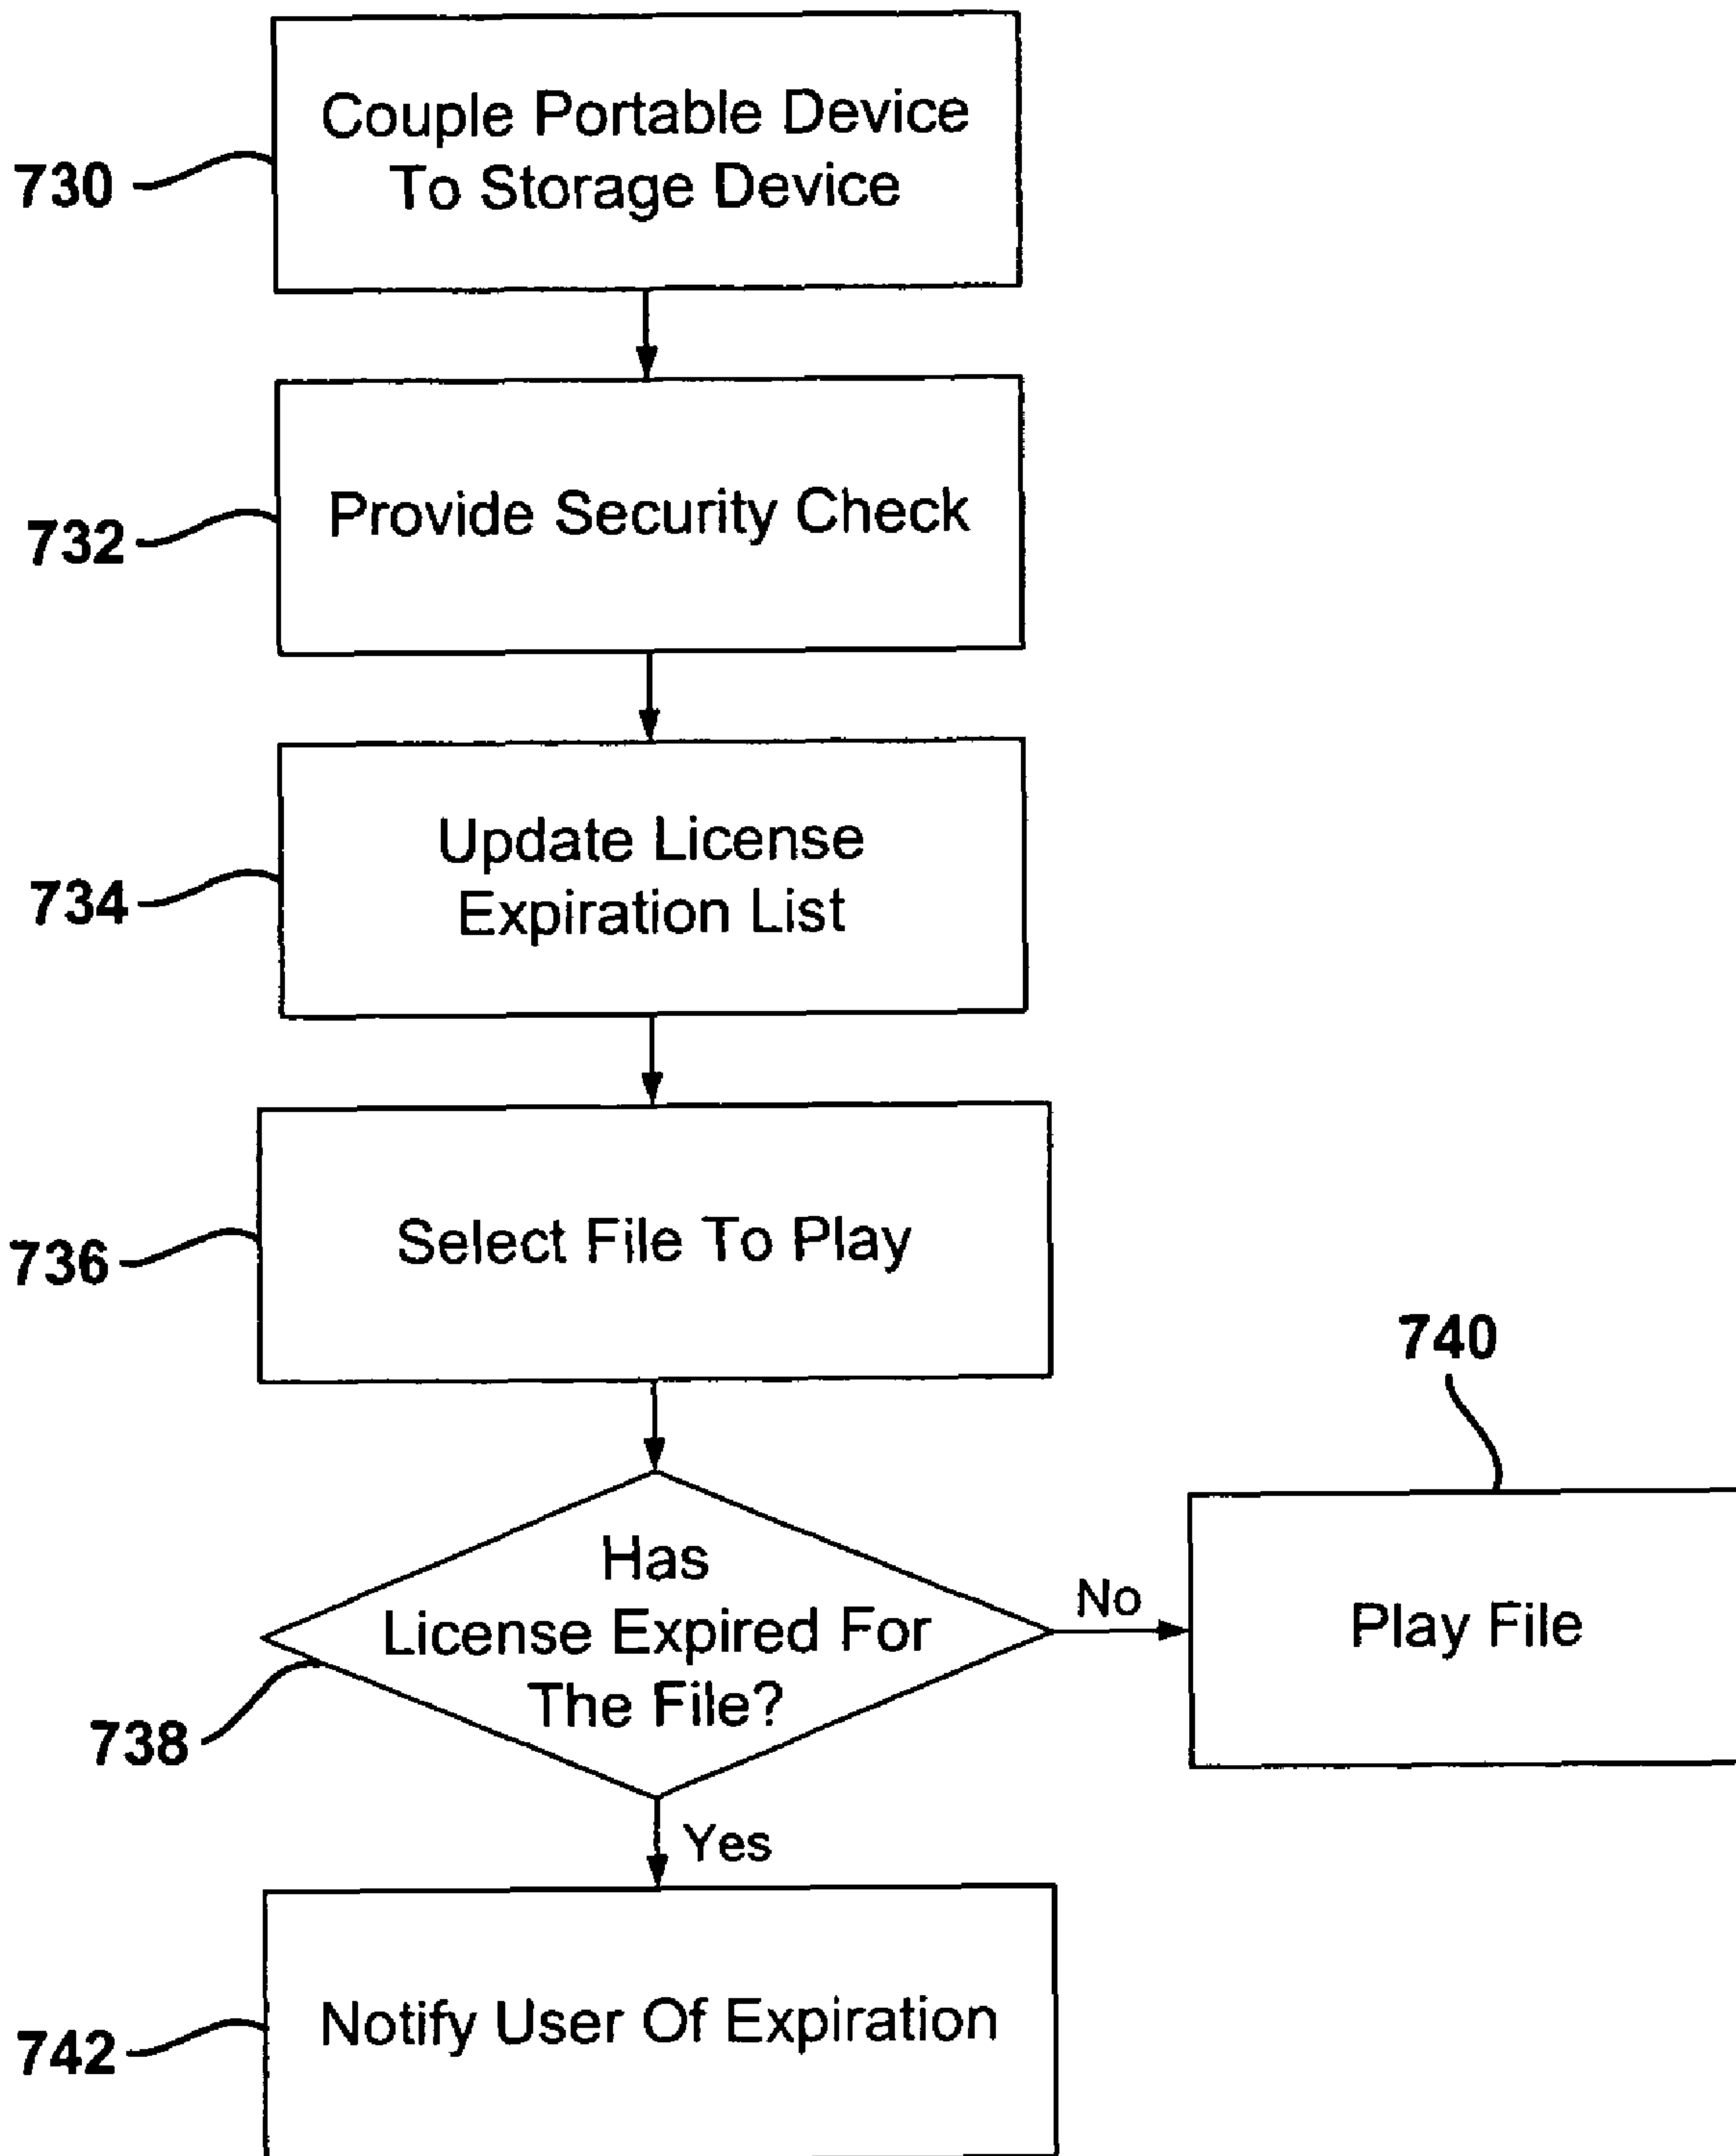 Couple Portable Device
To Storage Device
730
Provide Security Check
732
Update License
Expiration List
734
Select File To Play
736
740
Has
License Expired For
The File?
No
Play File
738
Yes
Notify User Of Expiration
742